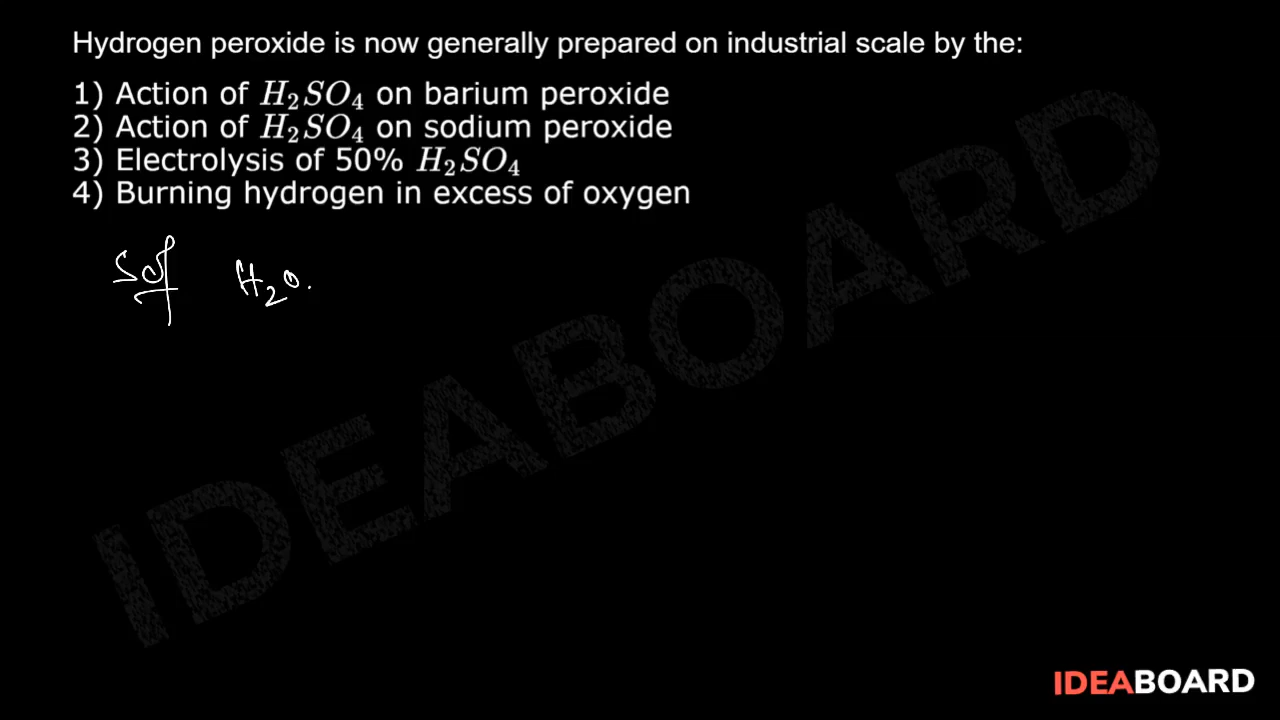 Hydrogen peroxide is now generally prepared on industrial scale by the:
1) Action of H₂SO₄ on barium peroxide
2) Action of H₂SO₄ on sodium peroxide
3) Electrolysis of 50% H₂SO₄
4) Burning hydrogen in excess of oxygen
Sol H₂O.
IDEABOARD
IDEABOARD